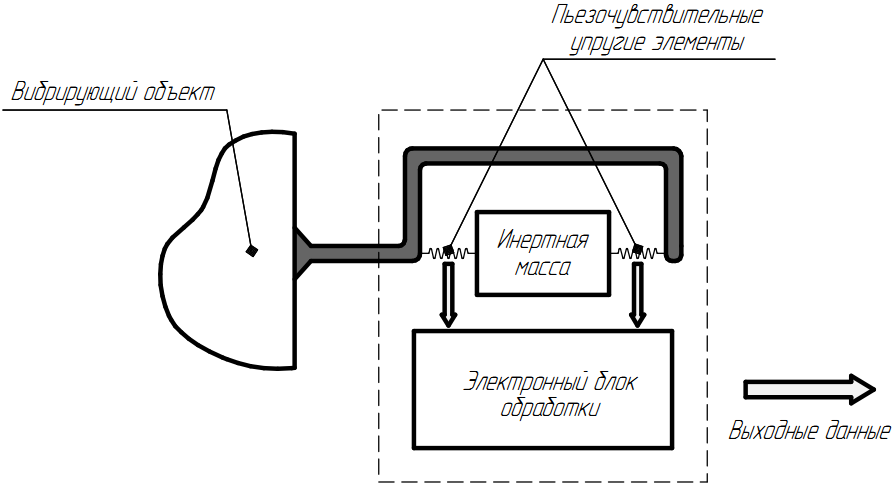 Пьезочувствительные
упругие элементы
Вибрирующий объект
Инертная
масса
Электронный блок
обработки
Выходные данные